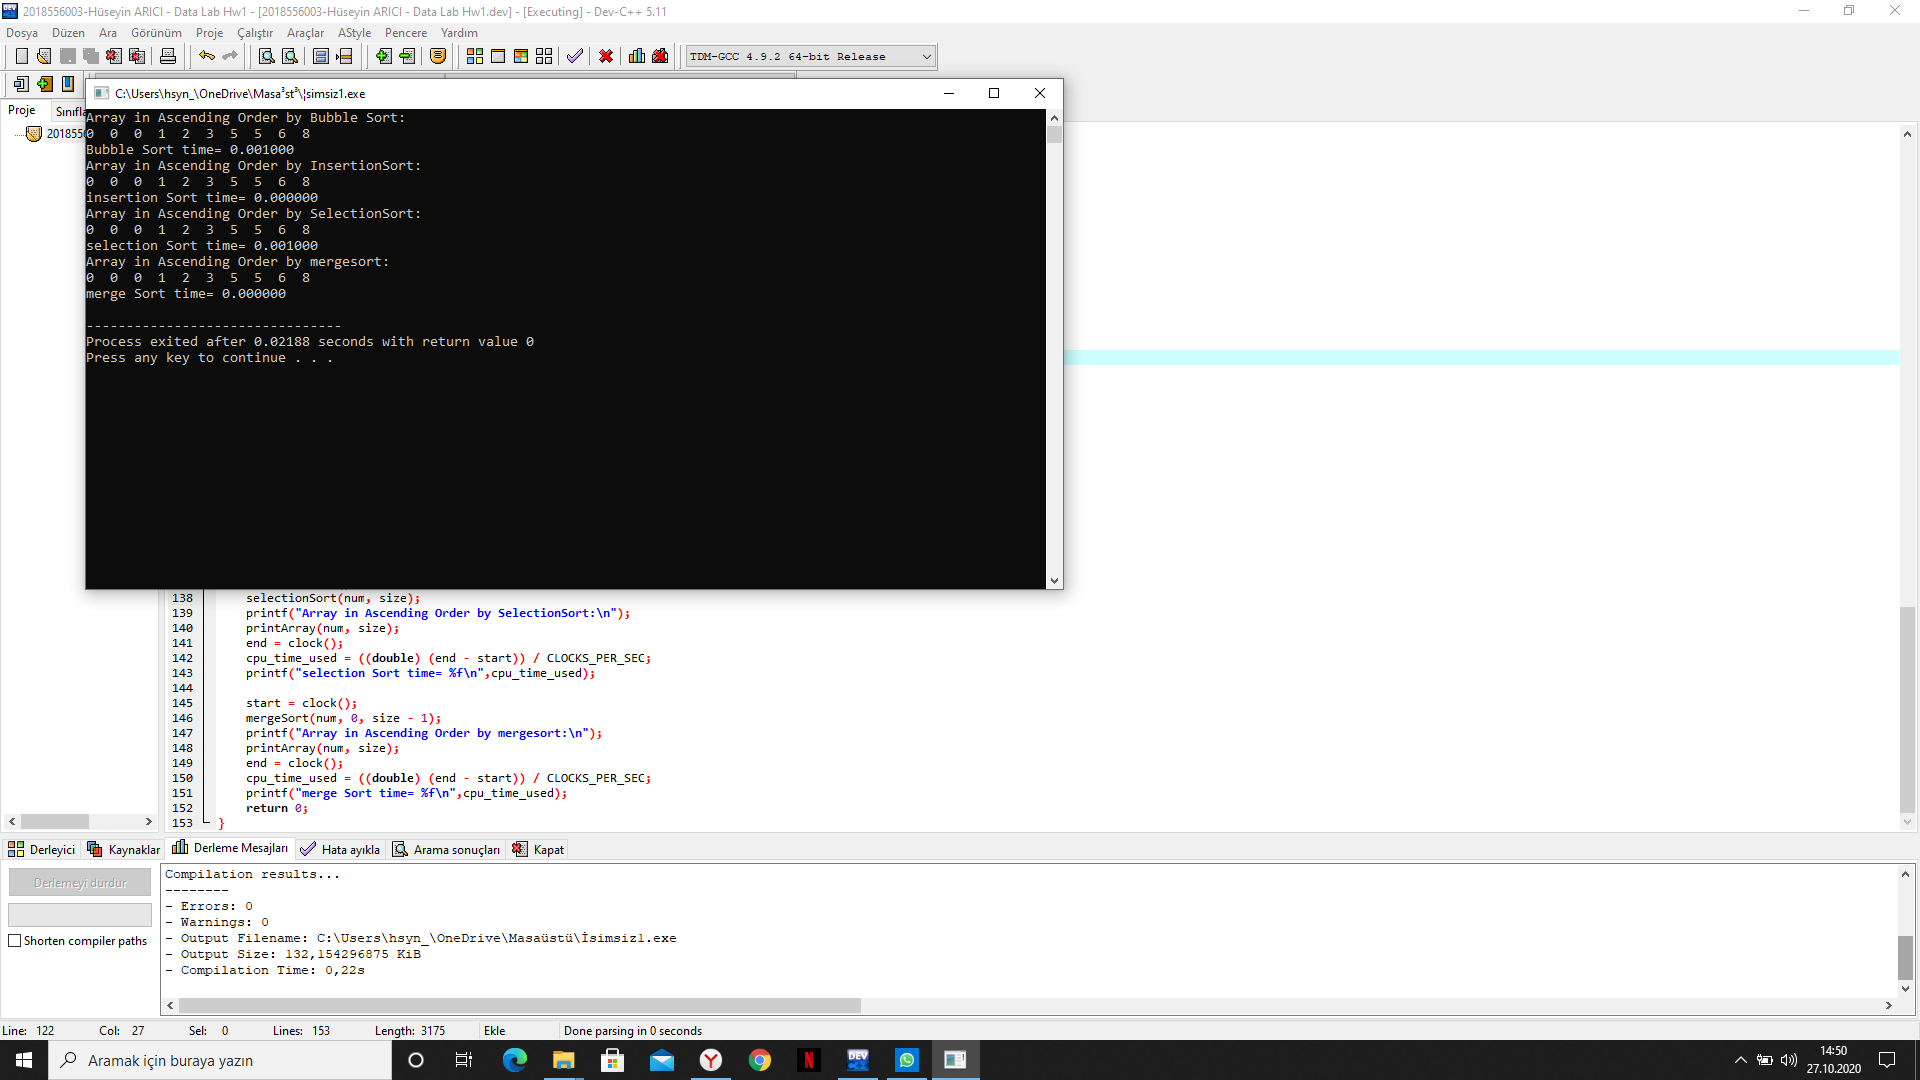 2018556003-Hüseyin ARICI - Data Lab Hw1 - [2018556003-Hüseyin ARICI - Data Lab Hw1.dev] - [Executing] - Dev-C++ 5.11
Dosya Düzen Ara Görünüm Proje Çalıştır Araçlar AStyle Pencere Yardım
TDM-GCC 4.9.2 64-bit Release
C:\Users\hsyn_\OneDrive\Masa³st³\¦simsiz1.exe
Proje
20185560
Array in Ascending Order by Bubble Sort:
0 0 0 1 2 3 5 5 6 8
Bubble Sort time= 0.001000
Array in Ascending Order by InsertionSort:
0 0 0 1 2 3 5 5 6 8
insertion Sort time= 0.000000
Array in Ascending Order by SelectionSort:
0 0 0 1 2 3 5 5 6 8
selection Sort time= 0.001000
Array in Ascending Order by mergesort:
0 0 0 1 2 3 5 5 6 8
merge Sort time= 0.000000
--------------------------------
Process exited after 0.02188 seconds with return value 0
Press any key to continue . . .
138 selectionSort(num, size);
139 printf("Array in Ascending Order by SelectionSort:\n");
140 printArray(num, size);
141 end = clock();
142 cpu_time_used = ((double) (end - start)) / CLOCKS_PER_SEC;
143 printf("selection Sort time= %f\n",cpu_time_used);
144
145 start = clock();
146 mergeSort(num, 0, size - 1);
147 printf("Array in Ascending Order by mergesort:\n");
148 printArray(num, size);
149 end = clock();
150 cpu_time_used = ((double) (end - start)) / CLOCKS_PER_SEC;
151 printf("merge Sort time= %f\n",cpu_time_used);
152 return 0;
153 }
Derleyici Kaynaklar Derleme Mesajları Hata ayıkla Arama sonuçları Kapat
Derlemeyi durdur
Shorten compiler paths
Compilation results...
--------
- Errors: 0
- Warnings: 0
- Output Filename: C:\Users\hsyn_\OneDrive\Masaüstü\İsimsiz1.exe
- Output Size: 132,154296875 KiB
- Compilation Time: 0,22s
Line: 122 Col: 27 Sel: 0 Lines: 153 Length: 3175 Ekle Done parsing in 0 seconds
Aramak için buraya yazın
DEV
14:50
27.10.2020